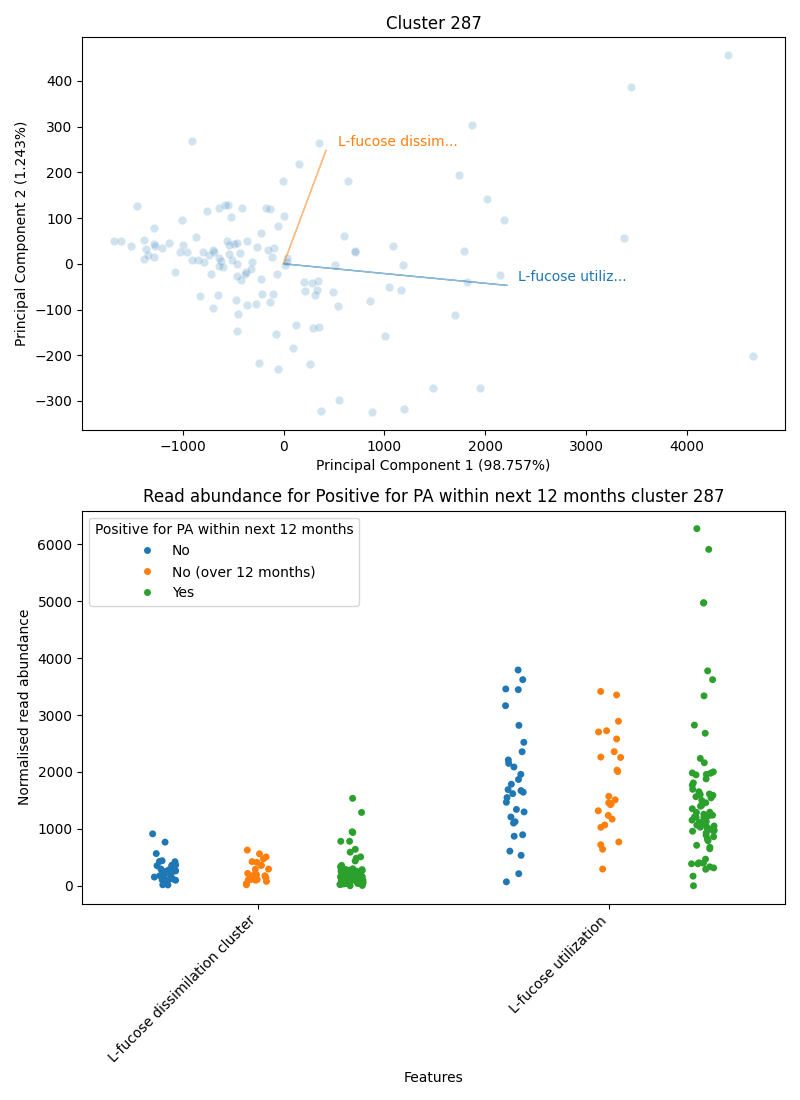 Cluster 287
400
300
200
100
0
−100
−200
−300
Principal Component 2 (1.243%)
L-fucose dissim...
L-fucose utiliz...
−1000
0
1000
2000
3000
4000
Principal Component 1 (98.757%)
Read abundance for Positive for PA within next 12 months cluster 287
Positive for PA within next 12 months
No
No (over 12 months)
Yes
6000
5000
4000
3000
2000
1000
0
Normalised read abundance
L-fucose dissimilation cluster
L-fucose utilization
Features